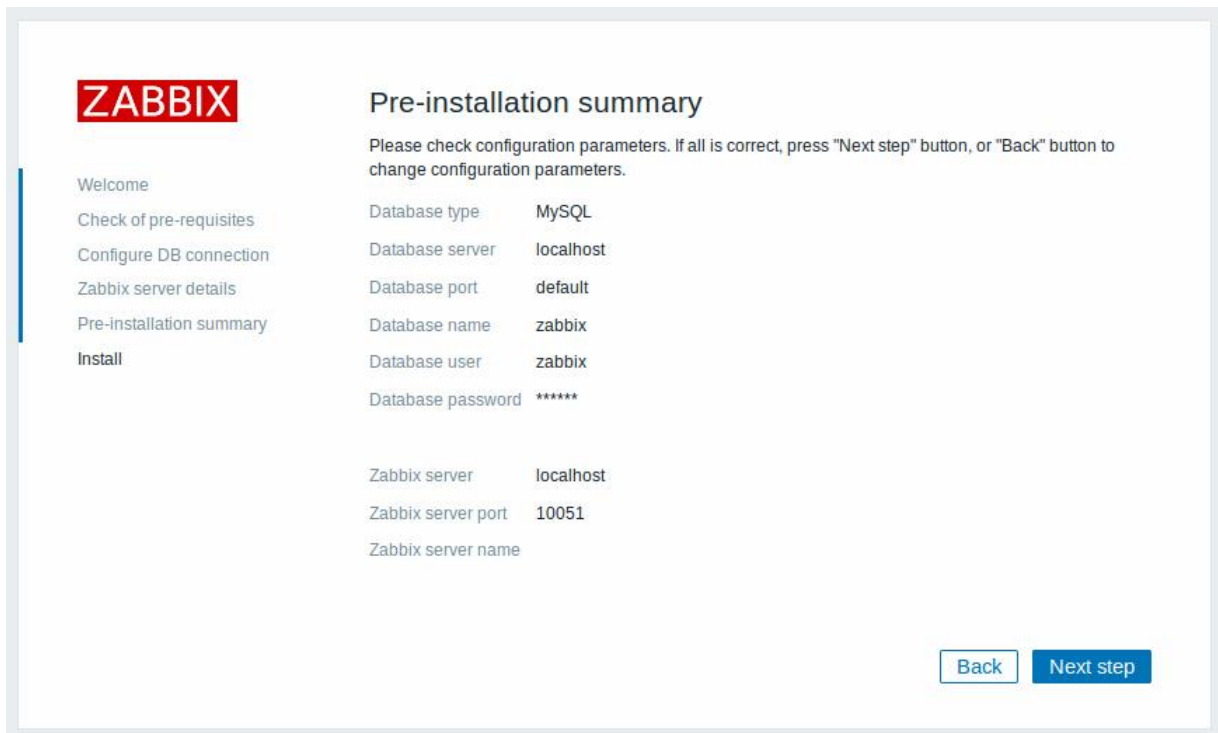 ZABBIX
Welcome
Check of pre-requisites
Configure DB connection
Zabbix server details
Pre-installation summary
Install
Pre-installation summary
Please check configuration parameters. If all is correct, press "Next step" button, or "Back" button to
change configuration parameters.
Database type MySQL
Database server localhost
Database port default
Database name zabbix
Database user zabbix
Database password ******
Zabbix server localhost
Zabbix server port 10051
Zabbix server name
Back Next step